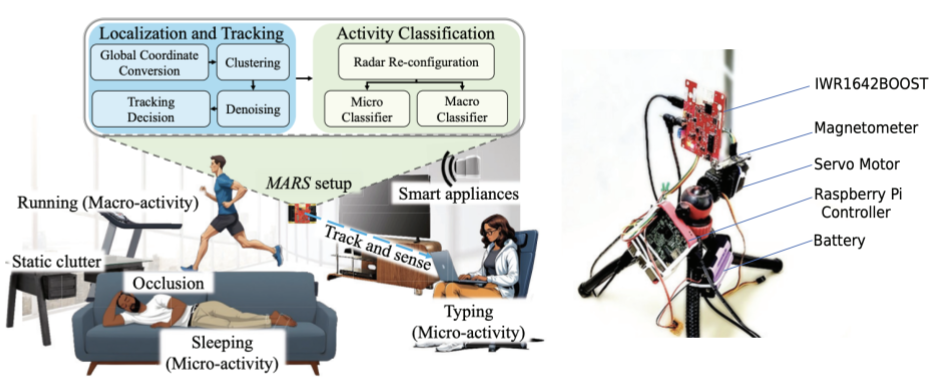 Localization and Tracking
Global Coordinate
Conversion
Clustering
Tracking
Decision
Denoising
Activity Classification
Radar Re-configuration
Micro
Classifier
Macro
Classifier
MARS setup
Smart appliances
Running (Macro-activity)
Track and sense
Static clutter
Occlusion
Typing
(Micro-activity)
Sleeping
(Micro-activity)
IWR1642BOOST
Magnetometer
Servo Motor
Raspberry Pi
Controller
Battery